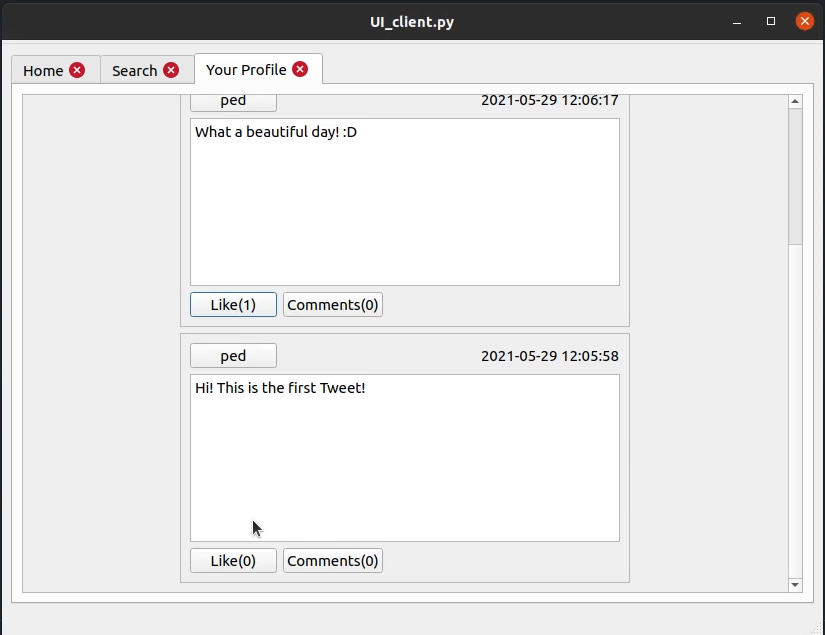 UI_client.py
Home Search Your Profile
ped 2021-05-29 12:06:17
What a beautiful day! :D
Like(1) Comments(0)
ped 2021-05-29 12:05:58
Hi! This is the first Tweet!
Like(0) Comments(0)